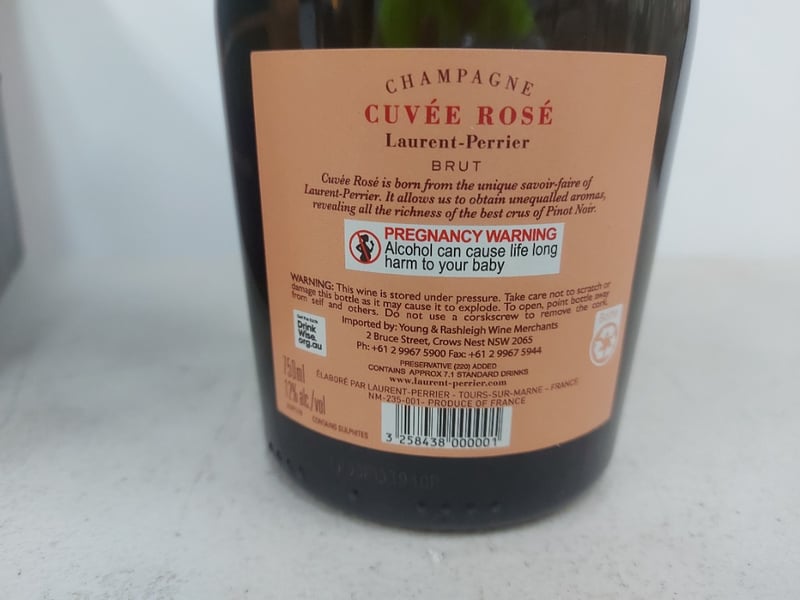 CHAMPAGNE
CUVÉE ROSÉ
Laurent-Perrier
BRUT
Cuvée Rosé is born from the unique savoir-faire of
Laurent-Perrier. It allows us to obtain unequalled aromas,
revealing all the richness of the best crus of Pinot Noir.
PREGNANCY WARNING
Alcohol can cause life long
harm to your baby
WARNING: This wine is stored under pressure. Take care not to scratch or
damage this bottle as it may cause it to explode. To open, point bottle away
from self and others. Do not use a corskscrew to remove the cork.
Imported by: Young & Rashleigh Wine Merchants
2 Bruce Street, Crows Nest NSW 2065
Ph: +61 2 9967 5900 Fax: +61 2 9967 5944
Drink
Wise.
org.au
PRESERVATIVE (220) ADDED
CONTAINS APPROX 7.1 STANDARD DRINKS
www.laurent-perrier.com
750ml
12% alc/vol
CONTAINS SULPHITES
ÉLABORÉ PAR LAURENT-PERRIER - TOURS-SUR-MARNE - FRANCE
NM-235-001- PRODUCE OF FRANCE
3 258438 000001